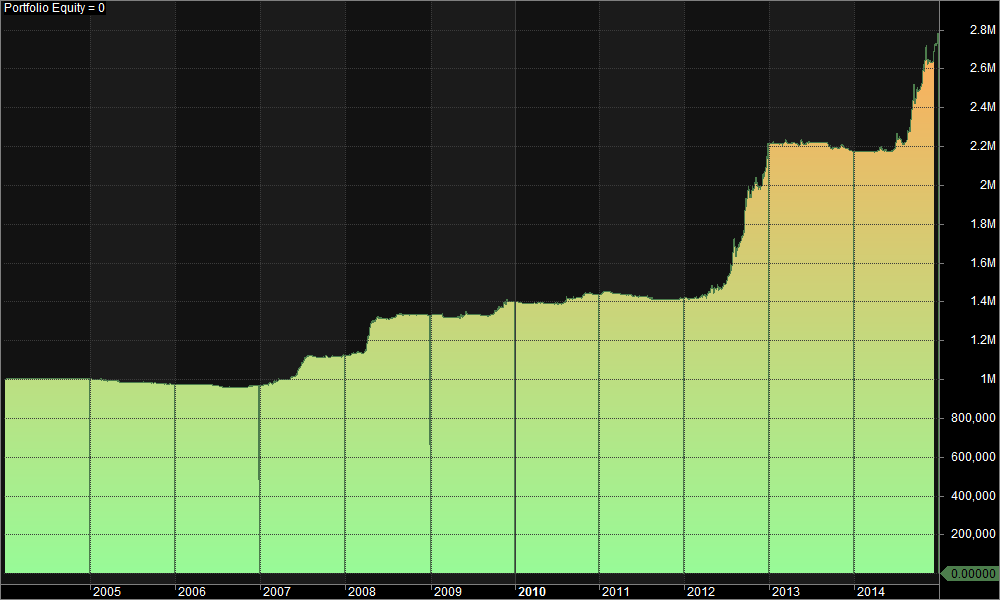 Portfolio Equity = 0
2.8M
2.6M
2.4M
2.2M
2M
1.8M
1.6M
1.4M
1.2M
1M
800,000
600,000
400,000
200,000
0.00000
2005 2006 2007 2008 2009 2010 2011 2012 2013 2014